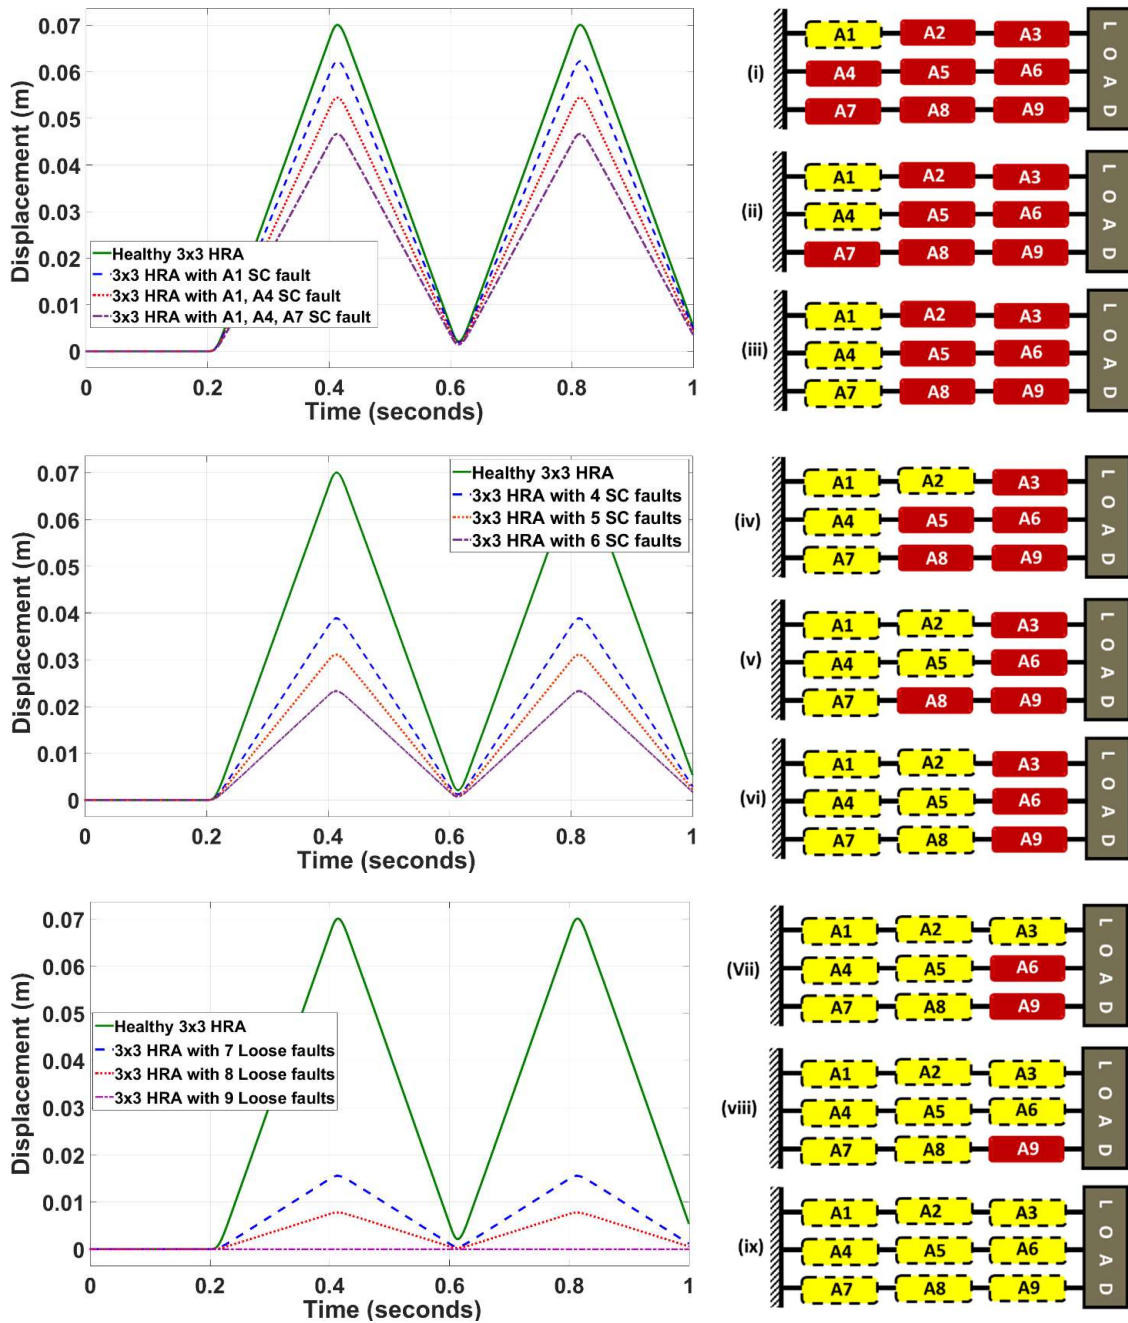 0.07
0.06
0.05
0.04
0.03
0.02
0.01
0
Displacement (m)
Healthy 3x3 HRA
3x3 HRA with A1 SC fault
3x3 HRA with A1, A4 SC fault
3x3 HRA with A1, A4, A7 SC fault
0 0.2 0.4 0.6 0.8 1
Time (seconds)
(i)
A1 A2 A3
A4 A5 A6
A7 A8 A9
LOAD
(ii)
A1 A2 A3
A4 A5 A6
A7 A8 A9
LOAD
(iii)
A1 A2 A3
A4 A5 A6
A7 A8 A9
LOAD
0.07
0.06
0.05
0.04
0.03
0.02
0.01
0
Displacement (m)
Healthy 3x3 HRA
3x3 HRA with 4 SC faults
3x3 HRA with 5 SC faults
3x3 HRA with 6 SC faults
0 0.2 0.4 0.6 0.8 1
Time (seconds)
(iv)
A1 A2 A3
A4 A5 A6
A7 A8 A9
LOAD
(v)
A1 A2 A3
A4 A5 A6
A7 A8 A9
LOAD
(vi)
A1 A2 A3
A4 A5 A6
A7 A8 A9
LOAD
0.07
0.06
0.05
0.04
0.03
0.02
0.01
0
Displacement (m)
Healthy 3x3 HRA
3x3 HRA with 7 Loose faults
3x3 HRA with 8 Loose faults
3x3 HRA with 9 Loose faults
0 0.2 0.4 0.6 0.8 1
Time (seconds)
(Vii)
A1 A2 A3
A4 A5 A6
A7 A8 A9
LOAD
(viii)
A1 A2 A3
A4 A5 A6
A7 A8 A9
LOAD
(ix)
A1 A2 A3
A4 A5 A6
A7 A8 A9
LOAD